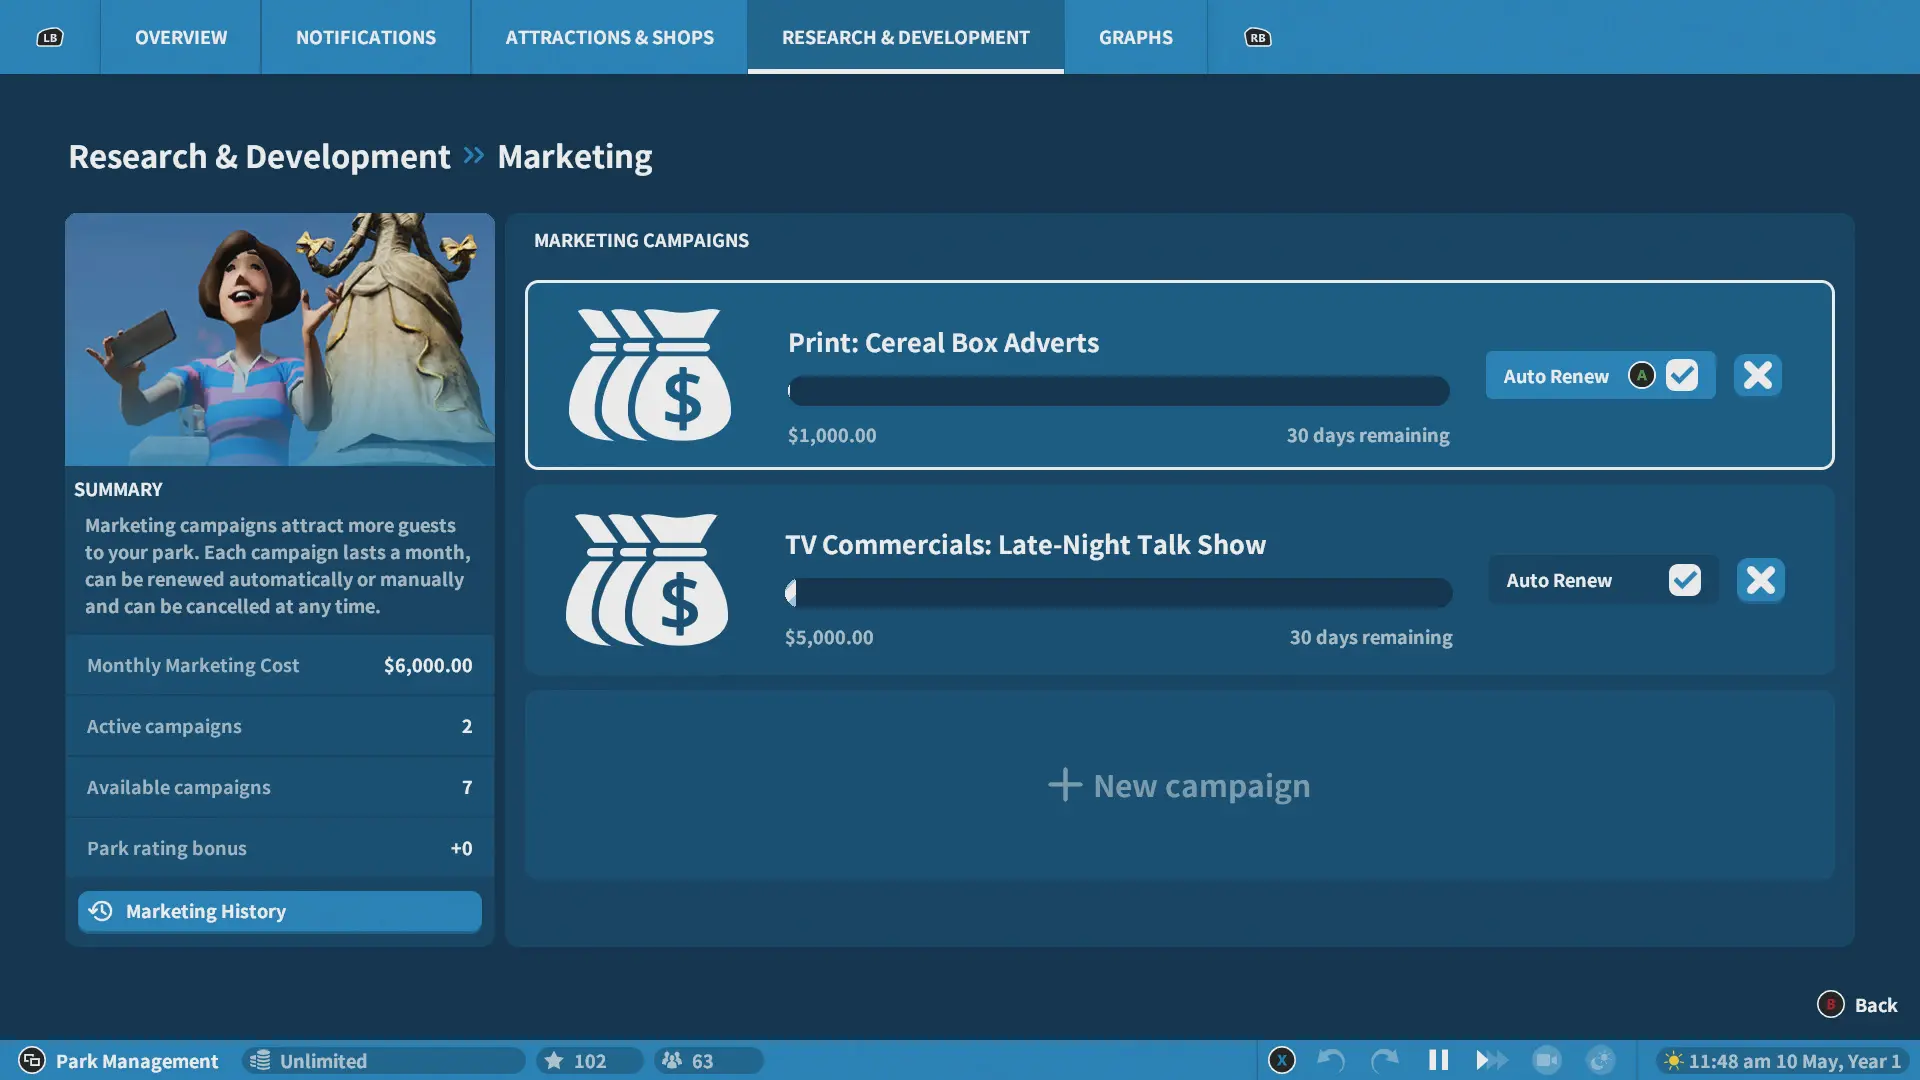 LB
OVERVIEW
NOTIFICATIONS
ATTRACTIONS & SHOPS
RESEARCH & DEVELOPMENT
GRAPHS
RB
Research & Development » Marketing
SUMMARY
Marketing campaigns attract more guests
to your park. Each campaign lasts a month,
can be renewed automatically or manually
and can be cancelled at any time.
Monthly Marketing Cost $6,000.00
Active campaigns 2
Available campaigns 7
Park rating bonus +0
Marketing History
MARKETING CAMPAIGNS
$
Print: Cereal Box Adverts
$1,000.00 30 days remaining
Auto Renew A
$
TV Commercials: Late-Night Talk Show
$5,000.00 30 days remaining
Auto Renew
+ New campaign
B Back
Park Management
Unlimited
102
63
X
11:48 am 10 May, Year 1